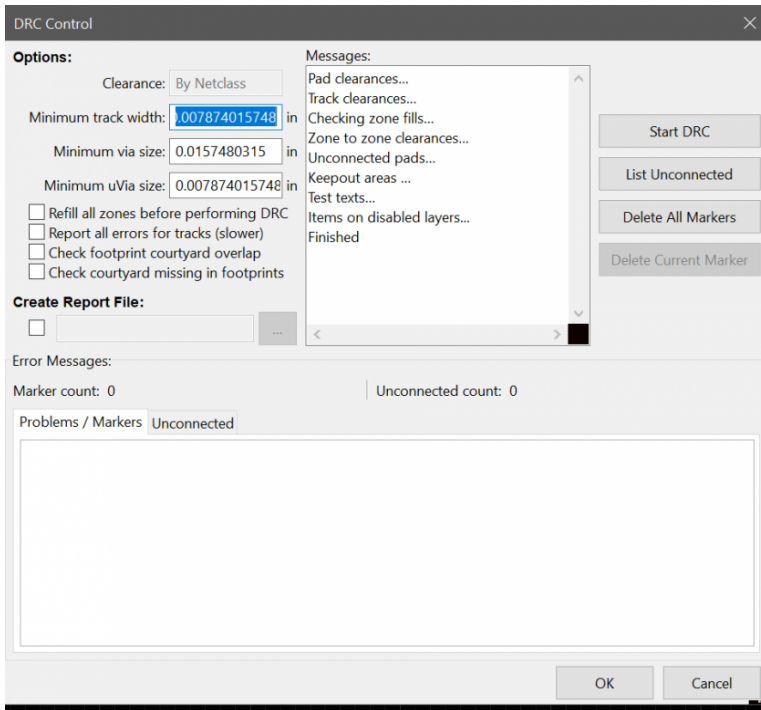 DRC Control
Options:
Clearance: By Netclass
Minimum track width: 0.007874015748 in
Minimum via size: 0.0157480315 in
Minimum uVia size: 0.007874015748 in
Refill all zones before performing DRC
Report all errors for tracks (slower)
Check footprint courtyard overlap
Check courtyard missing in footprints
Create Report File:
...
Messages:
Pad clearances...
Track clearances...
Checking zone fills...
Zone to zone clearances...
Unconnected pads...
Keepout areas ...
Test texts...
Items on disabled layers...
Finished
Start DRC
List Unconnected
Delete All Markers
Delete Current Marker
Error Messages:
Marker count: 0
Unconnected count: 0
Problems / Markers
Unconnected
OK
Cancel